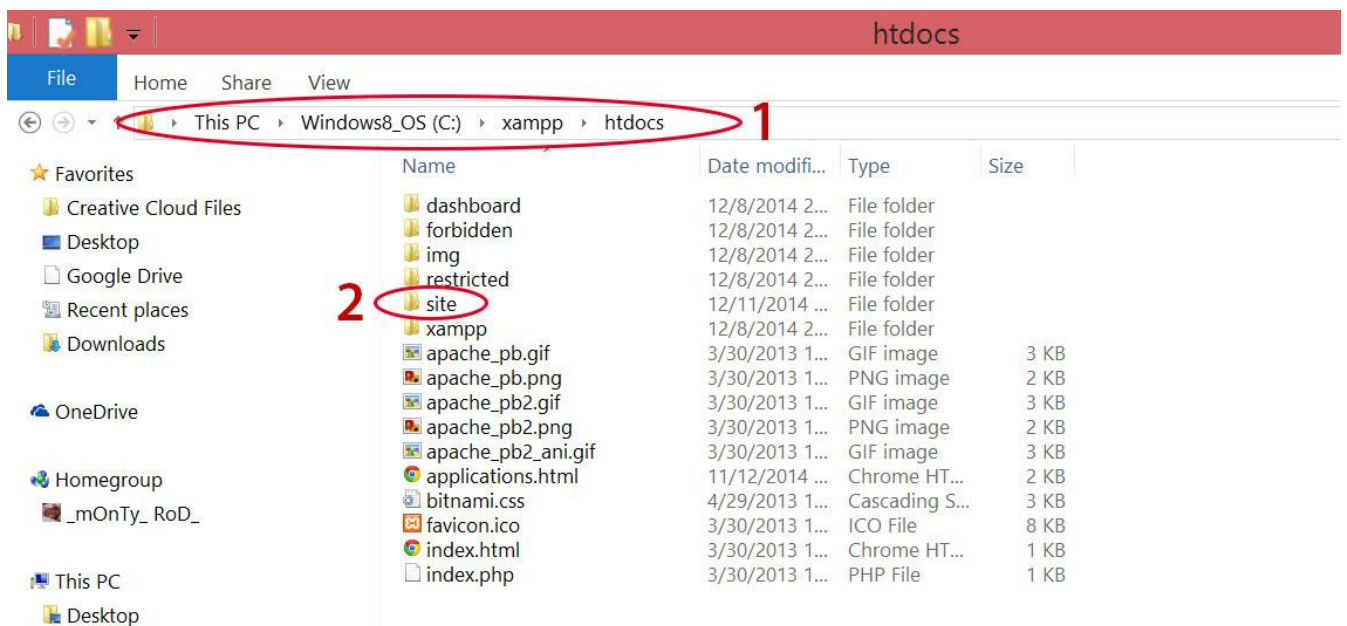 htdocs
File Home Share View
This PC Windows8_OS (C:) xampp htdocs 1
Name Date modifi... Type Size
Favorites
Creative Cloud Files
Desktop
Google Drive
Recent places
Downloads
OneDrive
Homegroup
_mOnTy_ RoD_
This PC
Desktop
dashboard 12/8/2014 2... File folder
forbidden 12/8/2014 2... File folder
img 12/8/2014 2... File folder
restricted 12/8/2014 2... File folder
2 site 12/11/2014 ... File folder
xampp 12/8/2014 2... File folder
apache_pb.gif 3/30/2013 1... GIF image 3 KB
apache_pb.png 3/30/2013 1... PNG image 2 KB
apache_pb2.gif 3/30/2013 1... GIF image 3 KB
apache_pb2.png 3/30/2013 1... PNG image 2 KB
apache_pb2_ani.gif 3/30/2013 1... GIF image 3 KB
applications.html 11/12/2014 ... Chrome HT... 2 KB
bitnami.css 4/29/2013 1... Cascading S... 3 KB
favicon.ico 3/30/2013 1... ICO File 8 KB
index.html 3/30/2013 1... Chrome HT... 1 KB
index.php 3/30/2013 1... PHP File 1 KB